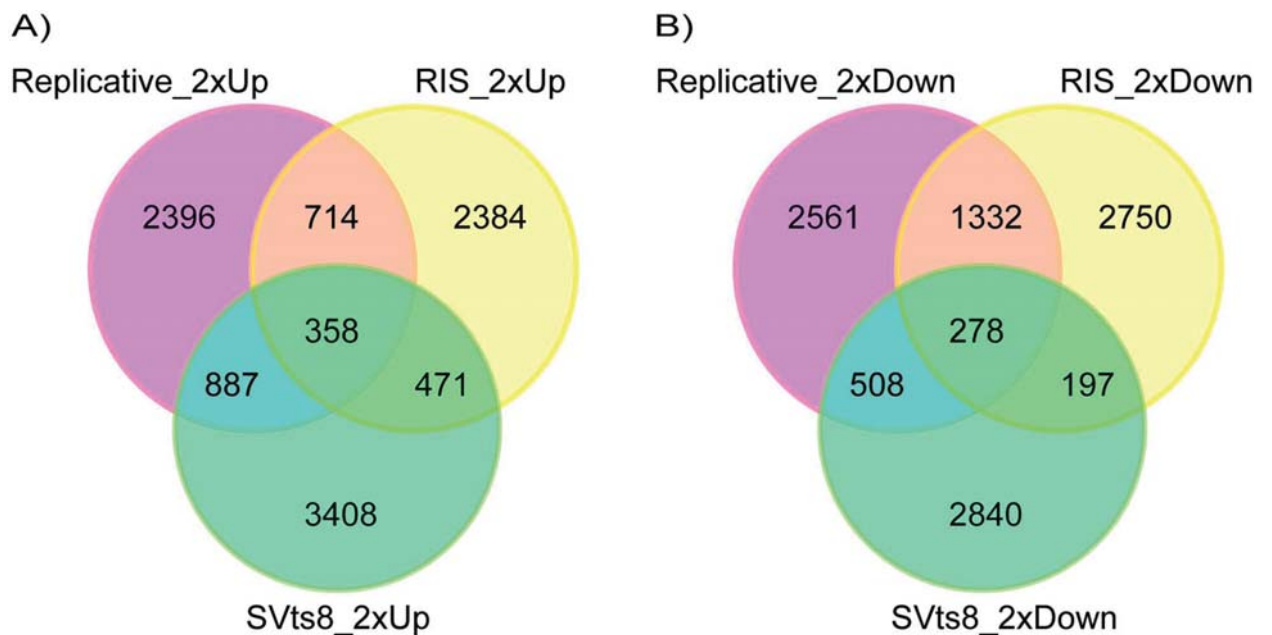 A)
Replicative_2xUp RIS_2xUp
2396 714 2384
358
887 471
3408
SVts8_2xUp
B)
Replicative_2xDown RIS_2xDown
2561 1332 2750
278
508 197
2840
SVts8_2xDown